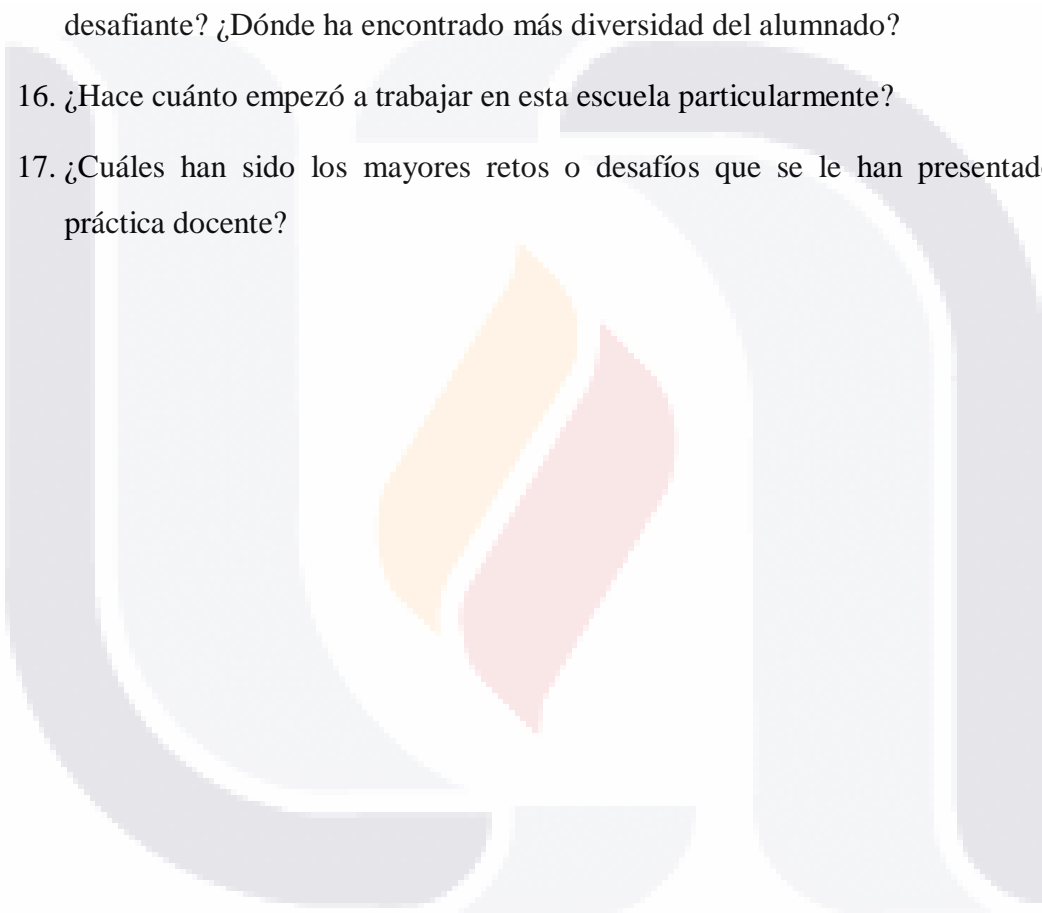 desafiante? ¿Dónde ha encontrado más diversidad del alumnado?
16. ¿Hace cuánto empezó a trabajar en esta escuela particularmente?
17. ¿Cuáles han sido los mayores retos o desafíos que se le han
práctica docente?